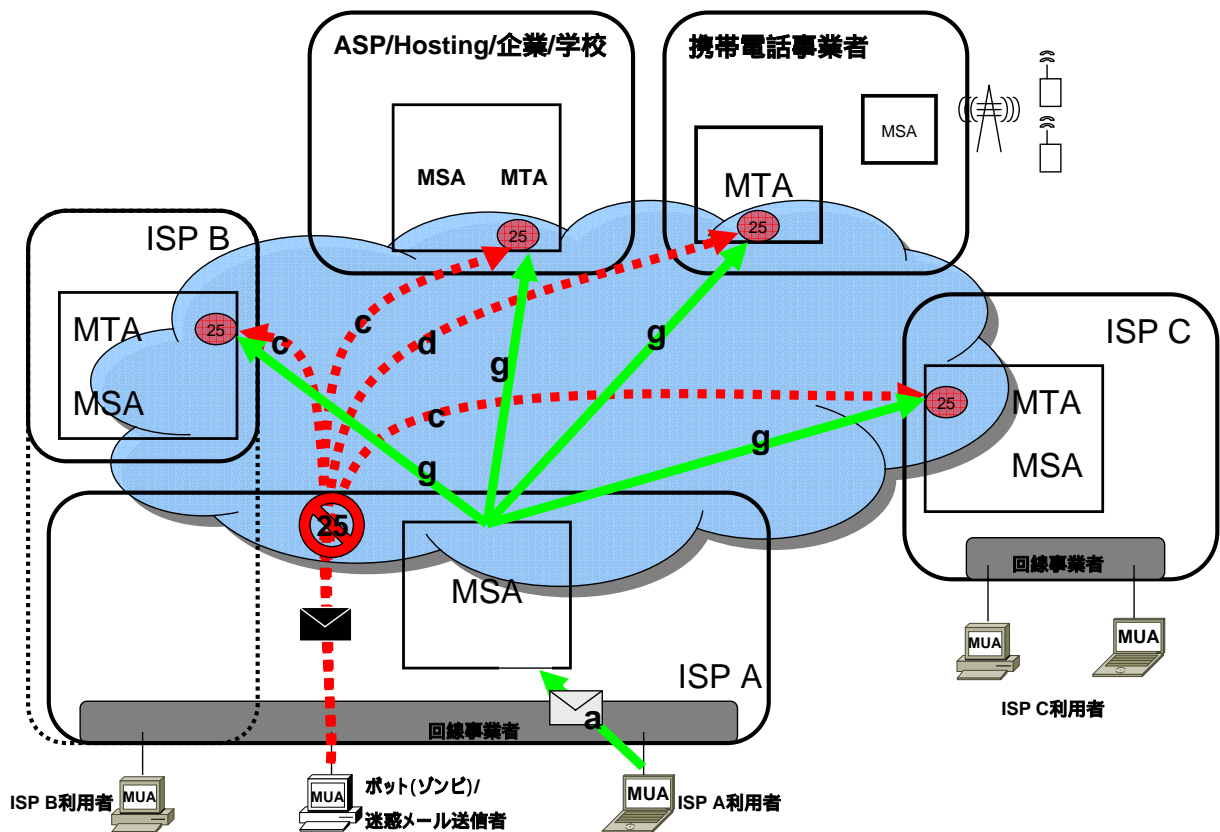 ASP/Hosting/企業/学校
携帯電話事業者
MSA
MSA MTA
MTA
25
25
ISP B
MTA
25
MSA
ISP C
25
MTA
MSA
回線事業者
MUA
MUA
ISP C利用者
c
c
d
g
g
c
g
g
25
MSA
ISP A
a
回線事業者
ISP B利用者
MUA
MUA
ボット(ゾンビ)/
迷惑メール送信者
MUA
ISP A利用者